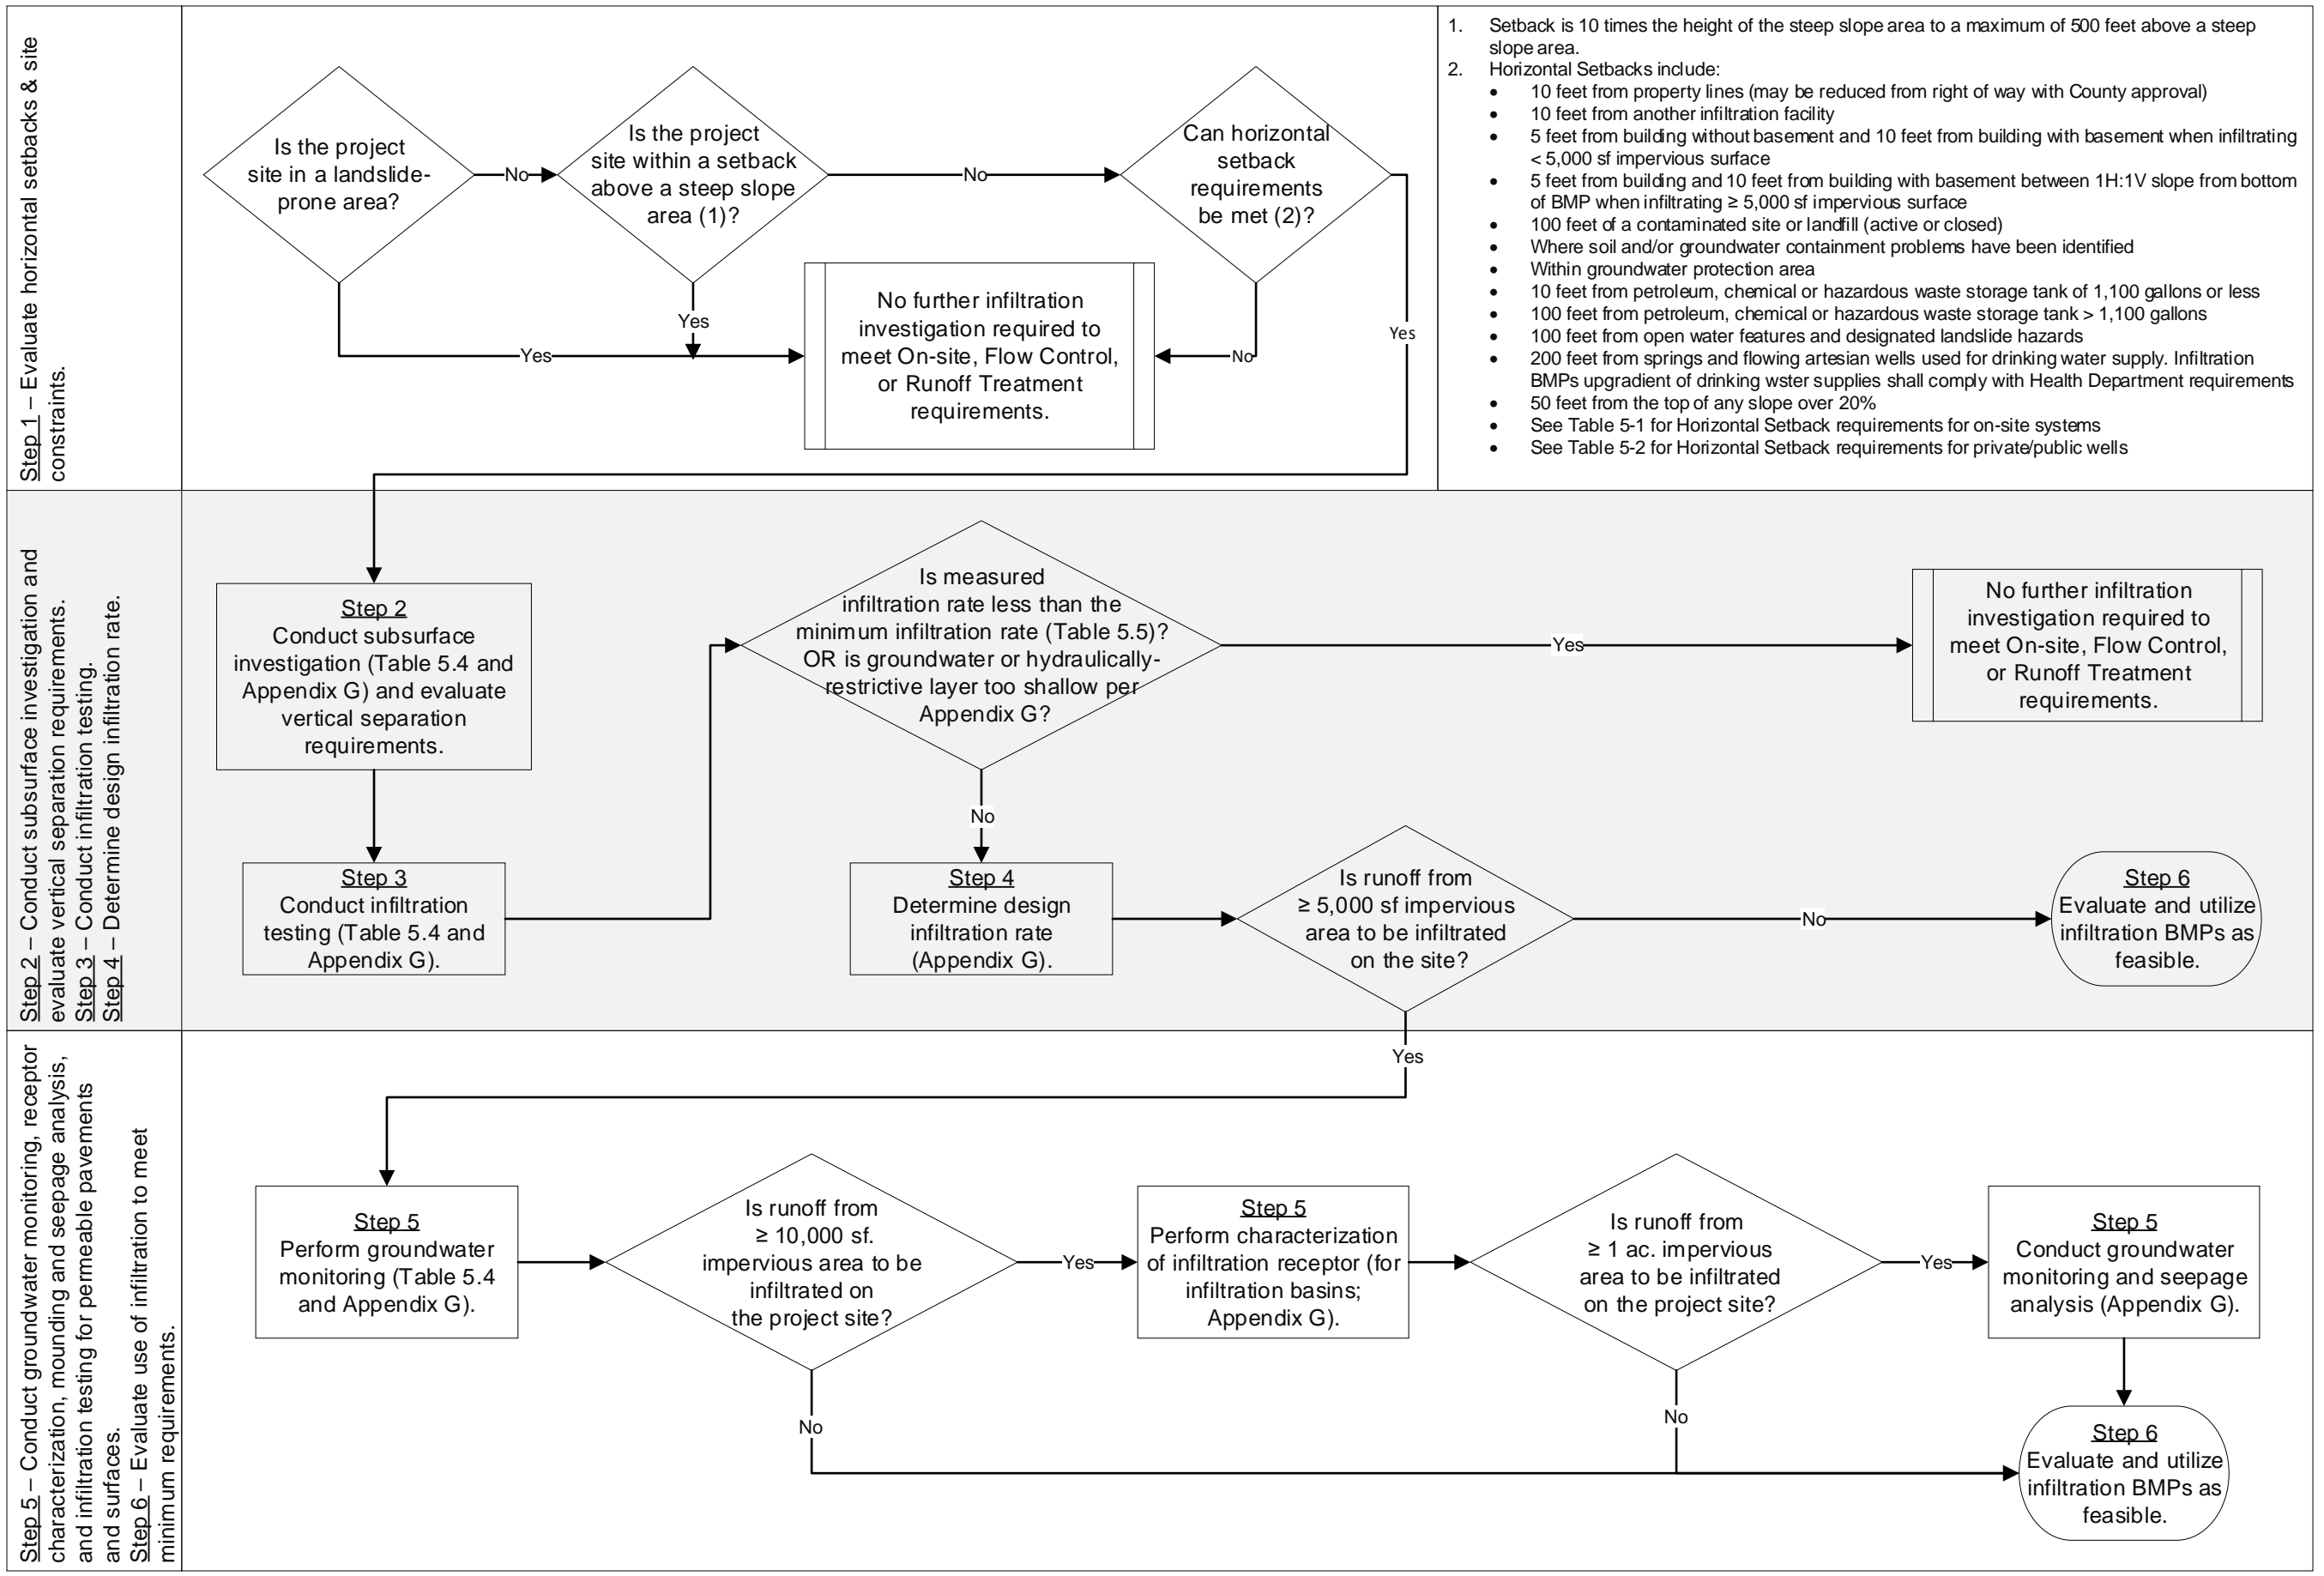 Step 1 – Evaluate horizontal setbacks & site
constraints.
Is the project
site in a landslide-
prone area?
No
Is the project
site within a setback
above a steep slope
area (1)?
No
Can horizontal
setback
requirements
be met (2)?
Yes
Yes
No
Yes
No further infiltration
investigation required to
meet On-site, Flow Control,
or Runoff Treatment
requirements.
1. Setback is 10 times the height of the steep slope area to a maximum of 500 feet above a steep
slope area.
2. Horizontal Setbacks include:
• 10 feet from property lines (may be reduced from right of way with County approval)
• 10 feet from another infiltration facility
• 5 feet from building without basement and 10 feet from building with basement when infiltrating
< 5,000 sf impervious surface
• 5 feet from building and 10 feet from building with basement between 1H:1V slope from bottom
of BMP when infiltrating ≥ 5,000 sf impervious surface
• 100 feet of a contaminated site or landfill (active or closed)
• Where soil and/or groundwater containment problems have been identified
• Within groundwater protection area
• 10 feet from petroleum, chemical or hazardous waste storage tank of 1,100 gallons or less
• 100 feet from petroleum, chemical or hazardous waste storage tank > 1,100 gallons
• 100 feet from open water features and designated landslide hazards
• 200 feet from springs and flowing artesian wells used for drinking water supply. Infiltration
BMPs upgradient of drinking wster supplies shall comply with Health Department requirements
• 50 feet from the top of any slope over 20%
• See Table 5-1 for Horizontal Setback requirements for on-site systems
• See Table 5-2 for Horizontal Setback requirements for private/public wells
Step 2 – Conduct subsurface investigation and
evaluate vertical separation requirements.
Step 3 – Conduct infiltration testing.
Step 4 – Determine design infiltration rate.
Step 2
Conduct subsurface
investigation (Table 5.4 and
Appendix G) and evaluate
vertical separation
requirements.
Step 3
Conduct infiltration
testing (Table 5.4 and
Appendix G).
Is measured
infiltration rate less than the
minimum infiltration rate (Table 5.5)?
OR is groundwater or hydraulically-
restrictive layer too shallow per
Appendix G?
Yes
No further infiltration
investigation required to
meet On-site, Flow Control,
or Runoff Treatment
requirements.
No
Step 4
Determine design
infiltration rate
(Appendix G).
Is runoff from
≥ 5,000 sf impervious
area to be infiltrated
on the site?
No
Step 6
Evaluate and utilize
infiltration BMPs as
feasible.
Yes
Step 5 – Conduct groundwater monitoring, receptor
characterization, mounding and seepage analysis,
and infiltration testing for permeable pavements
and surfaces.
Step 6 – Evaluate use of infiltration to meet
minimum requirements.
Step 5
Perform groundwater
monitoring (Table 5.4
and Appendix G).
Is runoff from
≥ 10,000 sf.
impervious area to be
infiltrated on
the project site?
Yes
Step 5
Perform characterization
of infiltration receptor (for
infiltration basins;
Appendix G).
Is runoff from
≥ 1 ac. impervious
area to be infiltrated
on the project site?
Yes
Step 5
Conduct groundwater
monitoring and seepage
analysis (Appendix G).
No
No
Step 6
Evaluate and utilize
infiltration BMPs as
feasible.